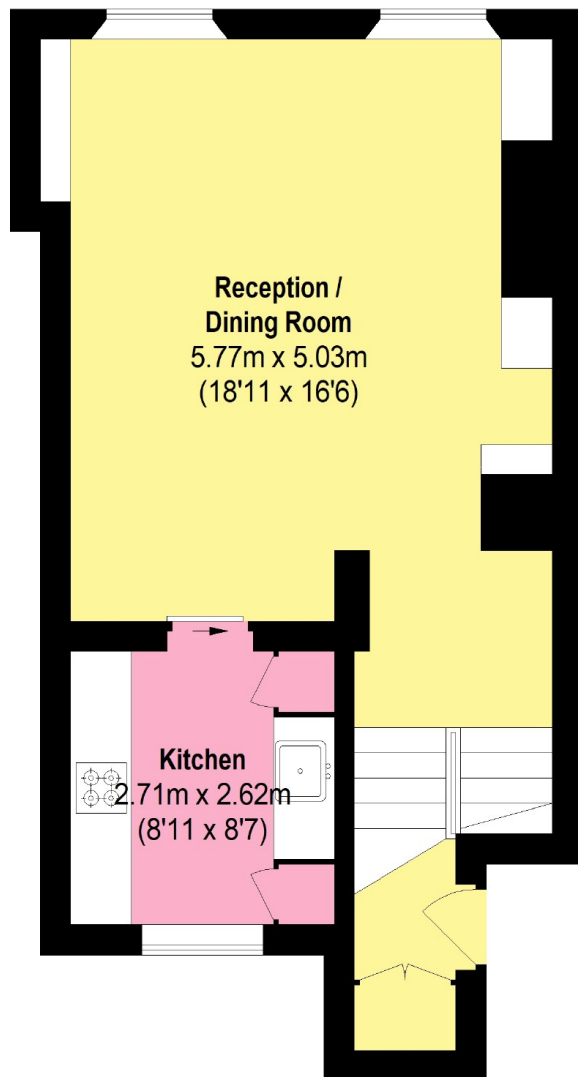 Reception /
Dining Room
5.77m x 5.03m
(18'11 x 16'6)
Kitchen
2.71m x 2.62m
(8'11 x 8'7)